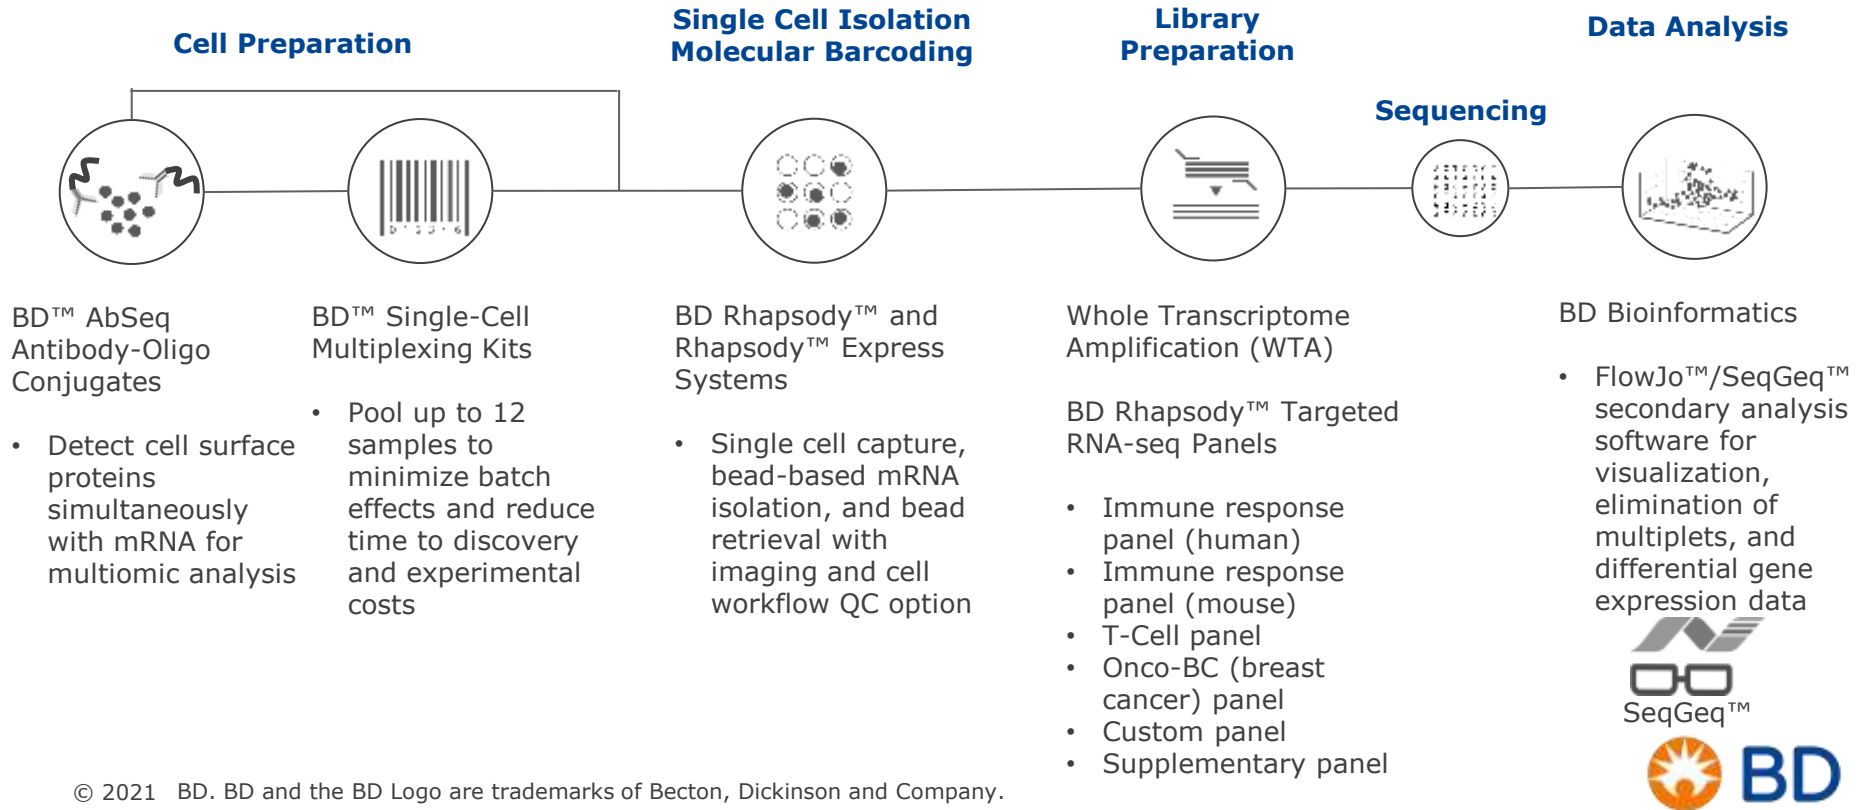 Cell Preparation
Single Cell Isolation
Molecular Barcoding
Library
Preparation
Sequencing
Data Analysis
BD™ AbSeq
Antibody-Oligo
Conjugates
• Detect cell surface
proteins
simultaneously
with mRNA for
multiomic analysis
BD™ Single-Cell
Multiplexing Kits
• Pool up to 12
samples to
minimize batch
effects and reduce
time to discovery
and experimental
costs
BD Rhapsody™ and
Rhapsody™ Express
Systems
• Single cell capture,
bead-based mRNA
isolation, and bead
retrieval with
imaging and cell
workflow QC option
Whole Transcriptome
Amplification (WTA)
BD Rhapsody™ Targeted
RNA-seq Panels
• Immune response
panel (human)
• Immune response
panel (mouse)
• T-Cell panel
• Onco-BC (breast
cancer) panel
• Custom panel
• Supplementary panel
BD Bioinformatics
• FlowJo™/SeqGeq™
secondary analysis
software for
visualization,
elimination of
multiplets, and
differential gene
expression data
SeqGeq™
BD
© 2021 BD. BD and the BD Logo are trademarks of Becton, Dickinson and Company.